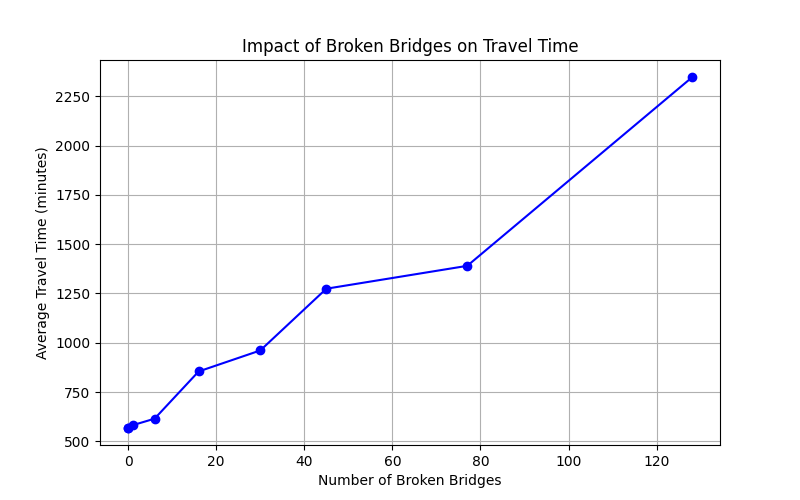 Impact of Broken Bridges on Travel Time
Average Travel Time (minutes)
2250
2000
1750
1500
1250
1000
750
500
0 20 40 60 80 100 120
Number of Broken Bridges